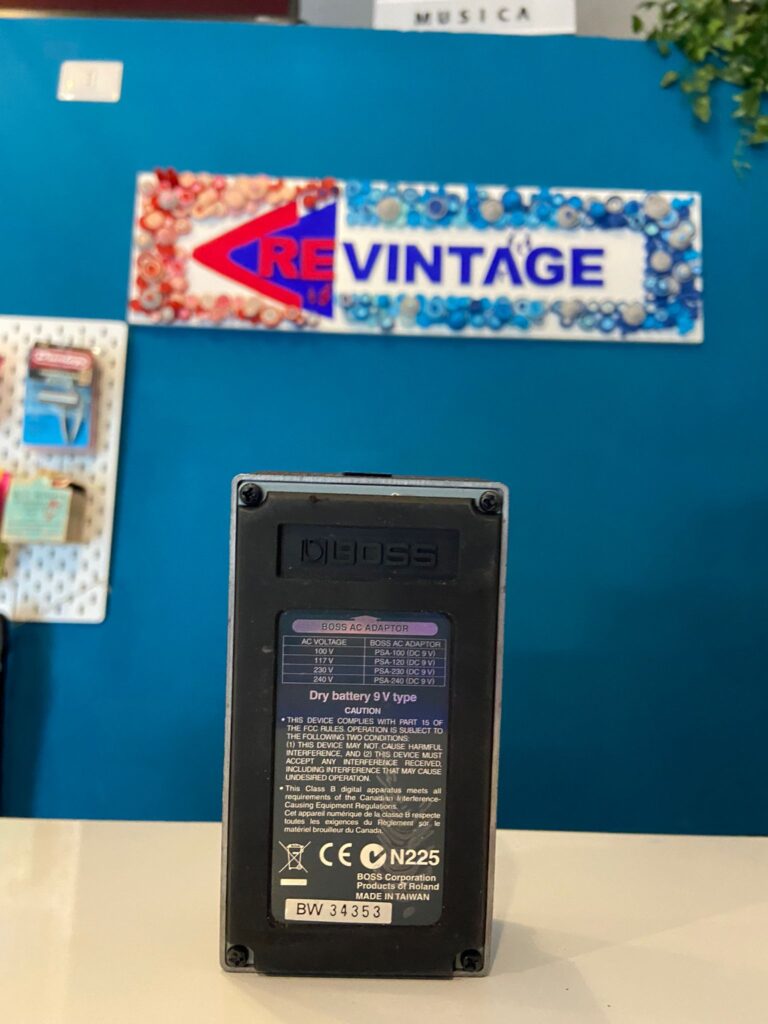 MUSICA
REVINTAGE
BOSS
BOSS AC ADAPTOR
AC VOLTAGE BOSS AC ADAPTOR
100 V PSA-100 (DC 9 V)
117 V PSA-120 (DC 9 V)
230 V PSA-230 (DC 9 V)
240 V PSA-240 (DC 9 V)
Dry battery 9 V type
CAUTION
• THIS DEVICE COMPLIES WITH PART 15 OF
THE FCC RULES. OPERATION IS SUBJECT TO
THE FOLLOWING TWO CONDITIONS:
(1) THIS DEVICE MAY NOT CAUSE HARMFUL
INTERFERENCE, AND (2) THIS DEVICE MUST
ACCEPT ANY INTERFERENCE RECEIVED,
INCLUDING INTERFERENCE THAT MAY CAUSE
UNDESIRED OPERATION.
• This Class B digital apparatus meets all
requirements of the Canadian Interference-
Causing Equipment Regulations.
Cet appareil numérique de la classe B respecte
toutes les exigences du Règlement sur le
matériel brouilleur du Canada.
CE N225
BOSS Corporation
Products of Roland
MADE IN TAIWAN
BW 34353